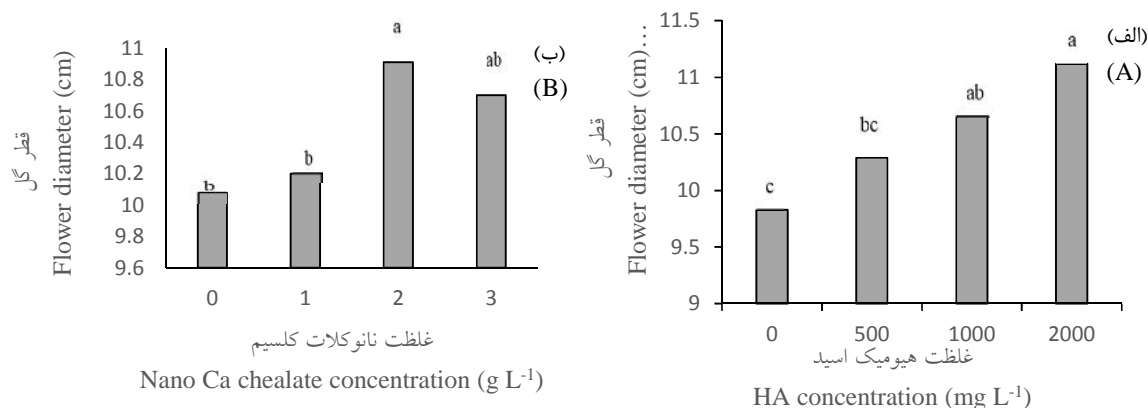 (ب)
(B)
قطر گل
Flower diameter (cm)
11
10.8
10.6
10.4
10.2
10
9.8
9.6
b
b
a
ab
0 1 2 3
غلظت نانوکلات کلسیم
Nano Ca chealate concentration (g L-1)
(الف)
(A)
قطر گل
Flower diameter (cm)...
11.5
11
10.5
10
9.5
9
c
bc
ab
a
0 500 1000 2000
غلظت هیومیک اسید
HA concentration (mg L-1)